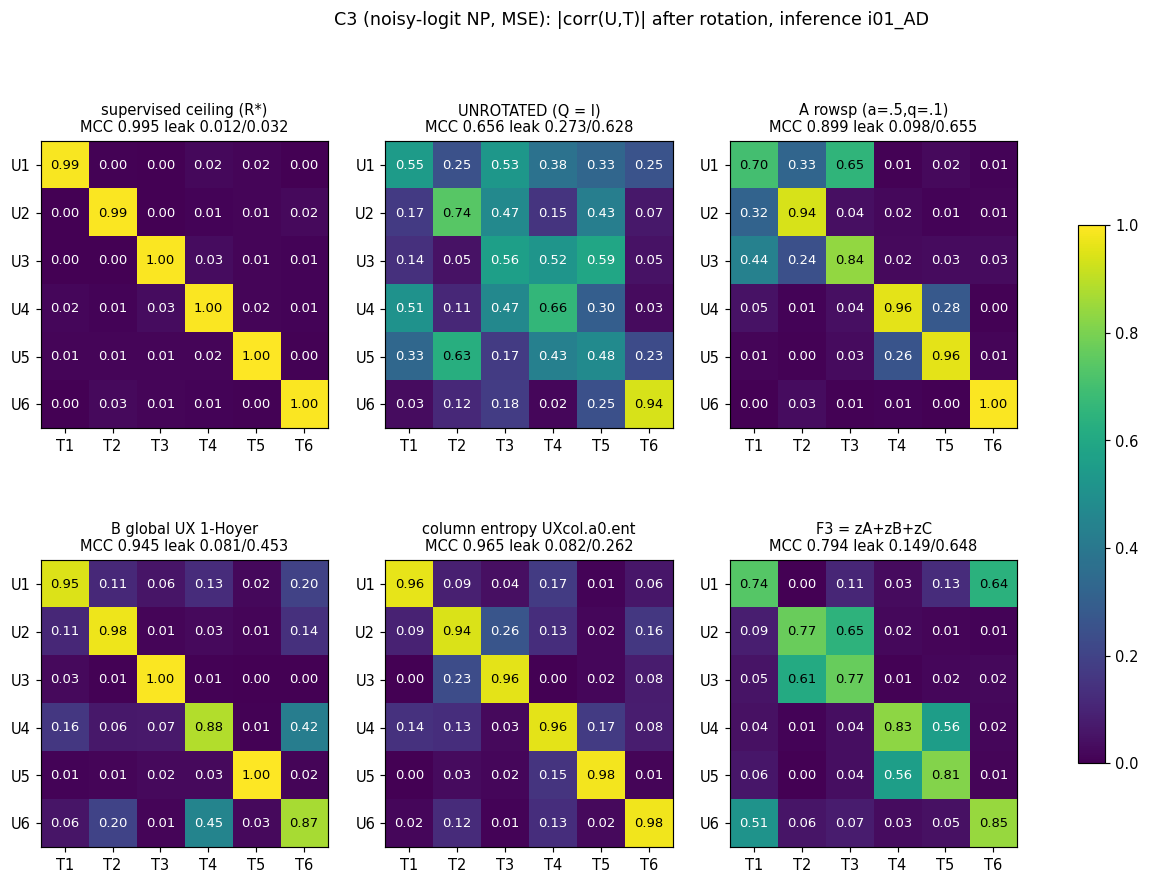 C3 (noisy-logit NP, MSE): |corr(U,T)| after rotation, inference i01_AD
supervised ceiling (R*)
MCC 0.995 leak 0.012/0.032
U1 0.99 0.00 0.00 0.02 0.02 0.00
U2 0.00 0.99 0.00 0.01 0.01 0.02
U3 0.00 0.00 1.00 0.03 0.01 0.01
U4 0.02 0.01 0.03 1.00 0.02 0.01
U5 0.01 0.01 0.01 0.02 1.00 0.00
U6 0.00 0.03 0.01 0.01 0.00 1.00
T1 T2 T3 T4 T5 T6
UNROTATED (Q = I)
MCC 0.656 leak 0.273/0.628
U1 0.55 0.25 0.53 0.38 0.33 0.25
U2 0.17 0.74 0.47 0.15 0.43 0.07
U3 0.14 0.05 0.56 0.52 0.59 0.05
U4 0.51 0.11 0.47 0.66 0.30 0.03
U5 0.33 0.63 0.17 0.43 0.48 0.23
U6 0.03 0.12 0.18 0.02 0.25 0.94
T1 T2 T3 T4 T5 T6
A rowsp (a=.5,q=.1)
MCC 0.899 leak 0.098/0.655
U1 0.70 0.33 0.65 0.01 0.02 0.01
U2 0.32 0.94 0.04 0.02 0.01 0.01
U3 0.44 0.24 0.84 0.02 0.03 0.03
U4 0.05 0.01 0.04 0.96 0.28 0.00
U5 0.01 0.00 0.03 0.26 0.96 0.01
U6 0.00 0.03 0.01 0.01 0.00 1.00
T1 T2 T3 T4 T5 T6
B global UX 1-Hoyer
MCC 0.945 leak 0.081/0.453
U1 0.95 0.11 0.06 0.13 0.02 0.20
U2 0.11 0.98 0.01 0.03 0.01 0.14
U3 0.03 0.01 1.00 0.01 0.00 0.00
U4 0.16 0.06 0.07 0.88 0.01 0.42
U5 0.01 0.01 0.02 0.03 1.00 0.02
U6 0.06 0.20 0.01 0.45 0.03 0.87
T1 T2 T3 T4 T5 T6
column entropy UXcol.a0.ent
MCC 0.965 leak 0.082/0.262
U1 0.96 0.09 0.04 0.17 0.01 0.06
U2 0.09 0.94 0.26 0.13 0.02 0.16
U3 0.00 0.23 0.96 0.00 0.02 0.08
U4 0.14 0.13 0.03 0.96 0.17 0.08
U5 0.00 0.03 0.02 0.15 0.98 0.01
U6 0.02 0.12 0.01 0.13 0.02 0.98
T1 T2 T3 T4 T5 T6
F3 = zA+zB+zC
MCC 0.794 leak 0.149/0.648
U1 0.74 0.00 0.11 0.03 0.13 0.64
U2 0.09 0.77 0.65 0.02 0.01 0.01
U3 0.05 0.61 0.77 0.01 0.02 0.02
U4 0.04 0.01 0.04 0.83 0.56 0.02
U5 0.06 0.00 0.04 0.56 0.81 0.01
U6 0.51 0.06 0.07 0.03 0.05 0.85
T1 T2 T3 T4 T5 T6
1.0
0.8
0.6
0.4
0.2
0.0